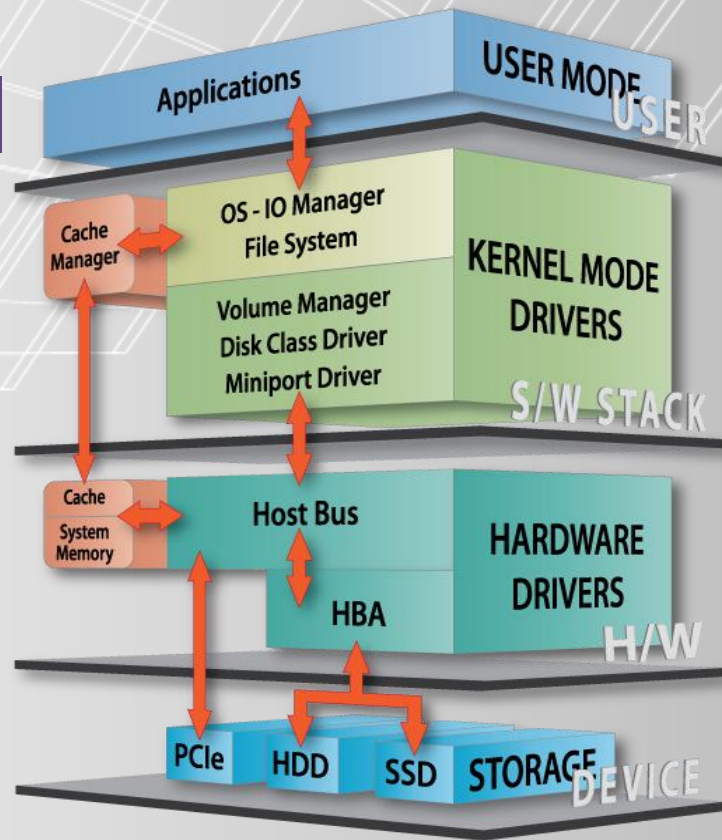 Applications
USER MODE
USER
Cache
Manager
OS - IO Manager
File System
Volume Manager
Disk Class Driver
Miniport Driver
KERNEL MODE
DRIVERS
S/W STACK
Cache
System
Memory
Host Bus
HBA
HARDWARE
DRIVERS
H/W
PCIe
HDD
SSD
STORAGE
DEVICE